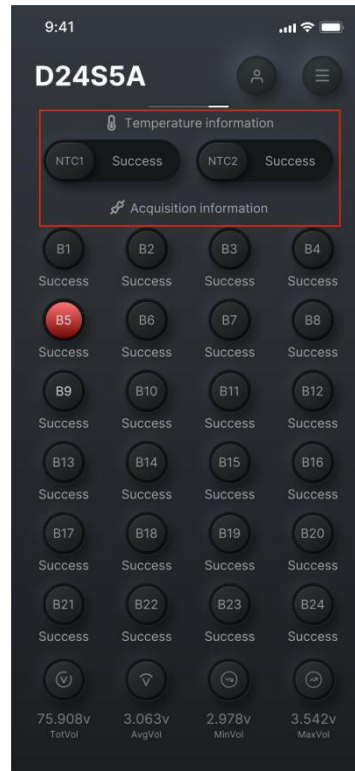 9:41
D24S5A
Temperature information
NTC1 Success NTC2 Success
Acquisition information
B1 B2 B3 B4
Success Success Success Success
B5 B6 B7 B8
Success Success Success Success
B9 B10 B11 B12
Success Success Success Success
B13 B14 B15 B16
Success Success Success Success
B17 B18 B19 B20
Success Success Success Success
B21 B22 B23 B24
Success Success Success Success
V V
75.908v 3.063v 2.978v 3.542v
TotVol AvgVol MinVol MaxVol